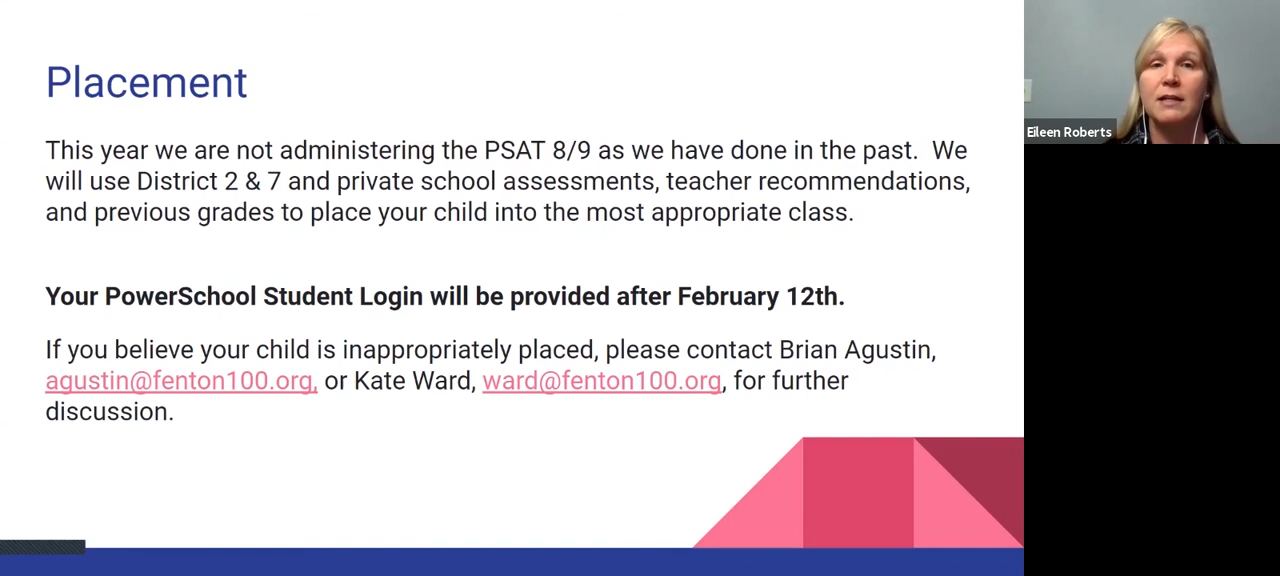 Placement
This year we are not administering the PSAT 8/9 as we have done in the past.  We
will use District 2 & 7 and private school assessments, teacher recommendations,
and previous grades to place your child into the most appropriate class.
Your PowerSchool Student Login will be provided after February 12th.
If you believe your child is inappropriately placed, please contact Brian Agustin,
agustin@fenton100.org, or Kate Ward, ward@fenton100.org, for further
discussion.
Eileen Roberts